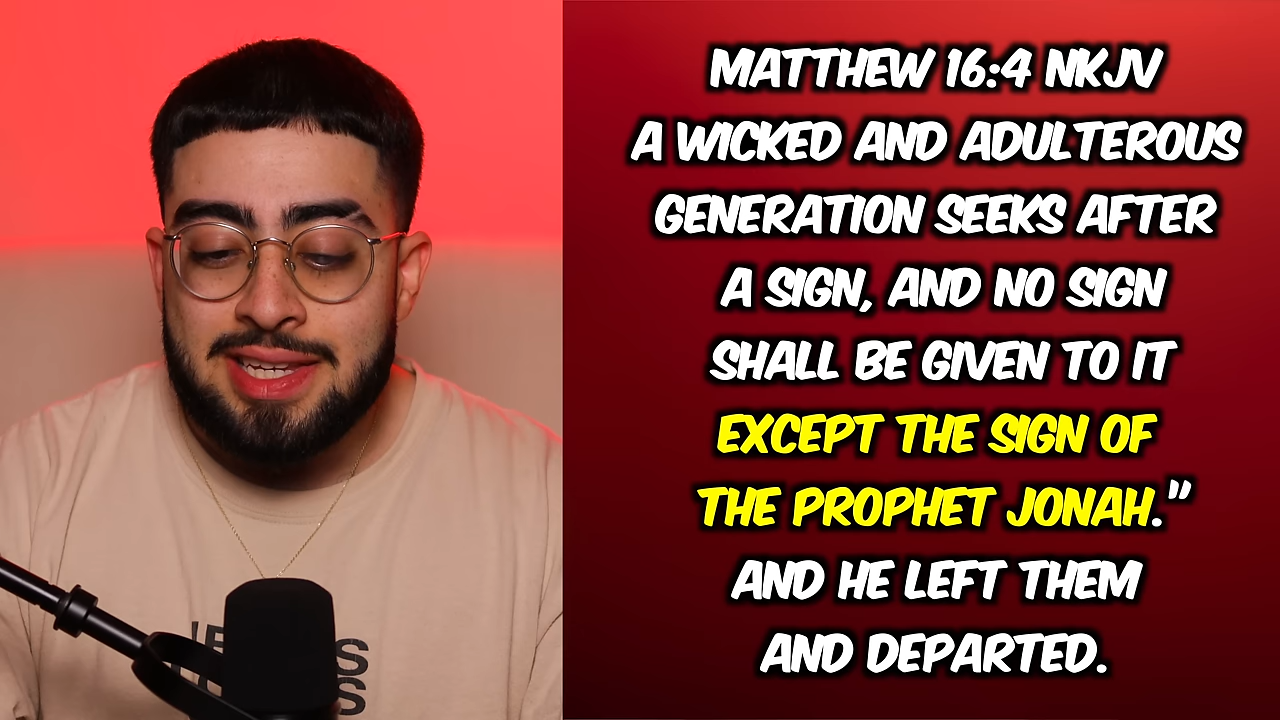 MATTHEW 16:4 NKJV
A WICKED AND ADULTEROUS
GENERATION SEEKS AFTER
A SIGN, AND NO SIGN
SHALL BE GIVEN TO IT
EXCEPT THE SIGN OF
THE PROPHET JONAH."
AND HE LEFT THEM
AND DEPARTED.